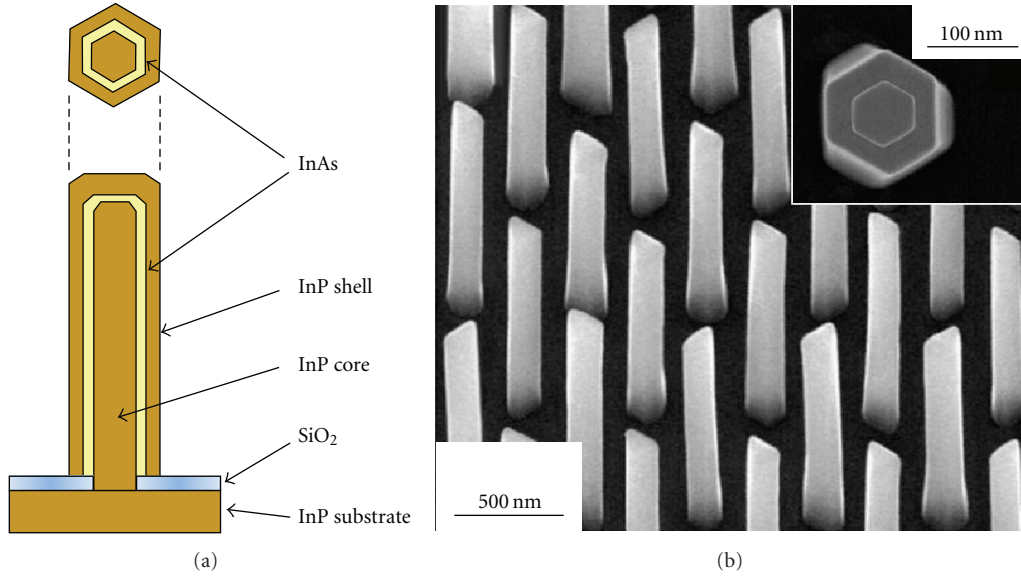 InAs
InP shell
InP core
SiO₂
InP substrate
(a)
100 nm
500 nm
(b)